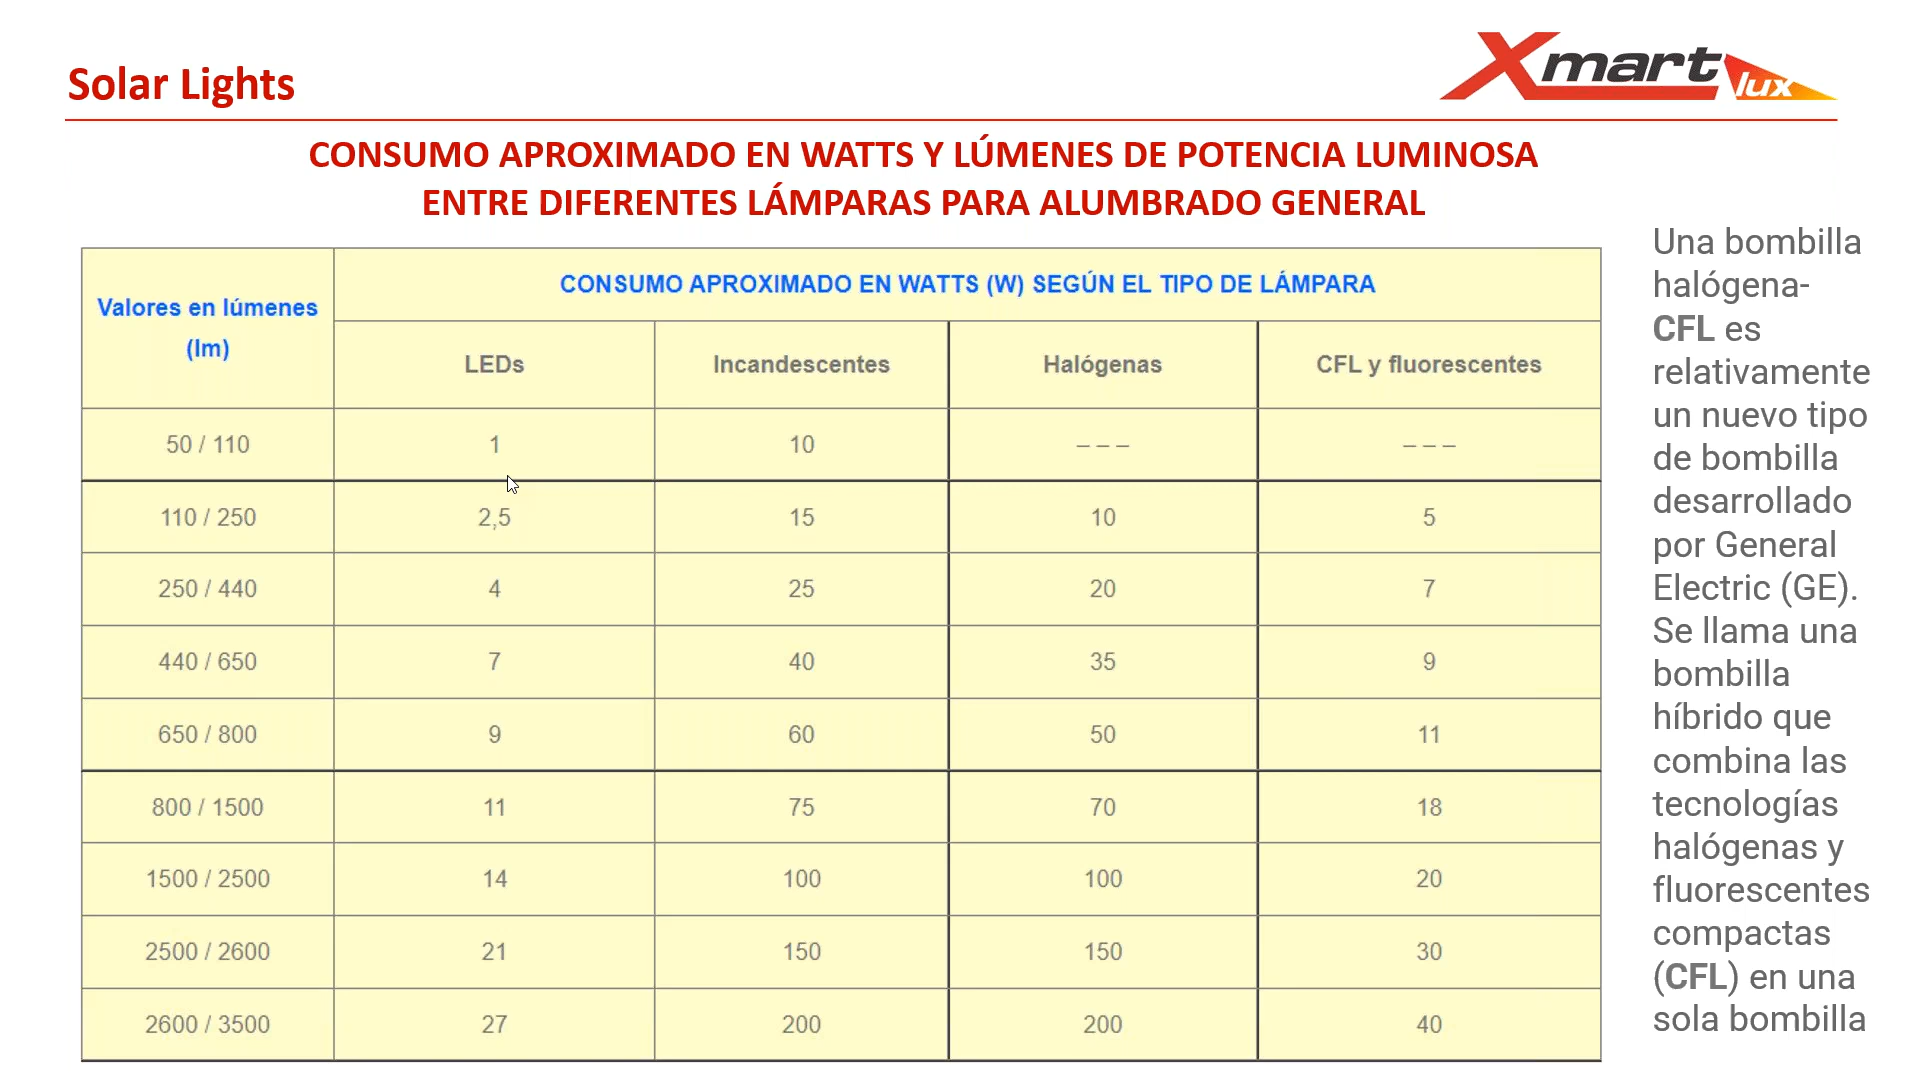 Solar Lights
Xmart lux
CONSUMO APROXIMADO EN WATTS Y LÚMENES DE POTENCIA LUMINOSA
ENTRE DIFERENTES LÁMPARAS PARA ALUMBRADO GENERAL
Valores en lúmenes
(lm)
CONSUMO APROXIMADO EN WATTS (W) SEGÚN EL TIPO DE LÁMPARA
LEDs Incandescentes Halógenas CFL y fluorescentes
50 / 110 1 10 – – – – – –
110 / 250 2,5 15 10 5
250 / 440 4 25 20 7
440 / 650 7 40 35 9
650 / 800 9 60 50 11
800 / 1500 11 75 70 18
1500 / 2500 14 100 100 20
2500 / 2600 21 150 150 30
2600 / 3500 27 200 200 40
Una bombilla
halógena-
CFL es
relativamente
un nuevo tipo
de bombilla
desarrollado
por General
Electric (GE).
Se llama una
bombilla
híbrido que
combina las
tecnologías
halógenas y
fluorescentes
compactas
(CFL) en una
sola bombilla